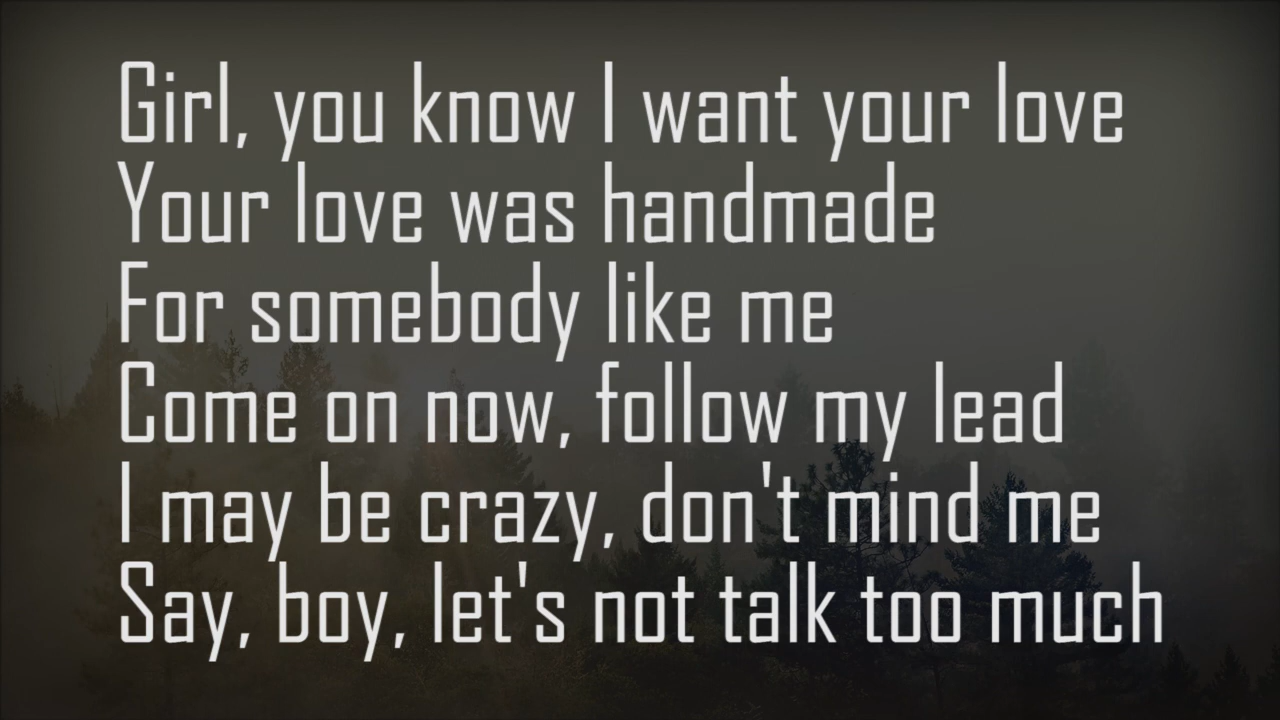 Girl, you know I want your love
Your love was handmade
For somebody like me
Come on now, follow my lead
I may be crazy, don't mind me
Say, boy, let's not talk too much